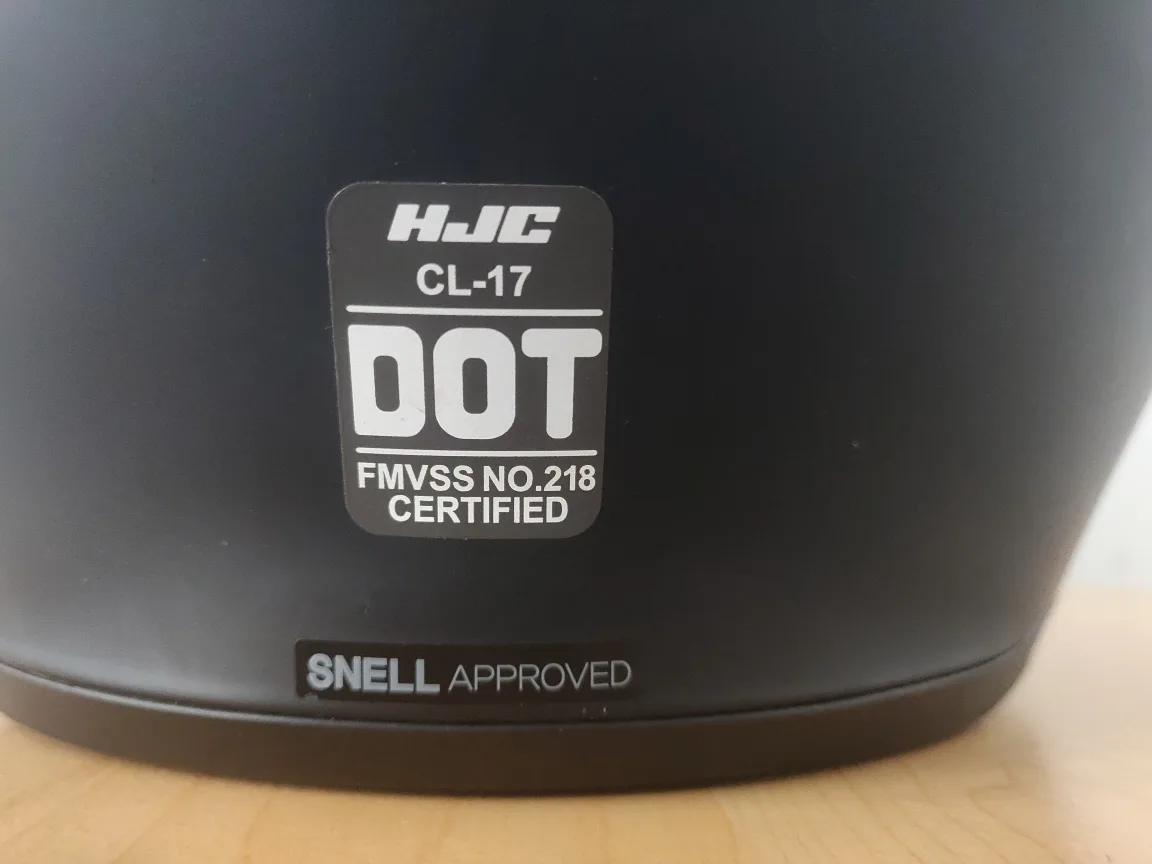 HJC
CL-17
DOT
FMVSS NO.218
CERTIFIED
SNELL APPROVED